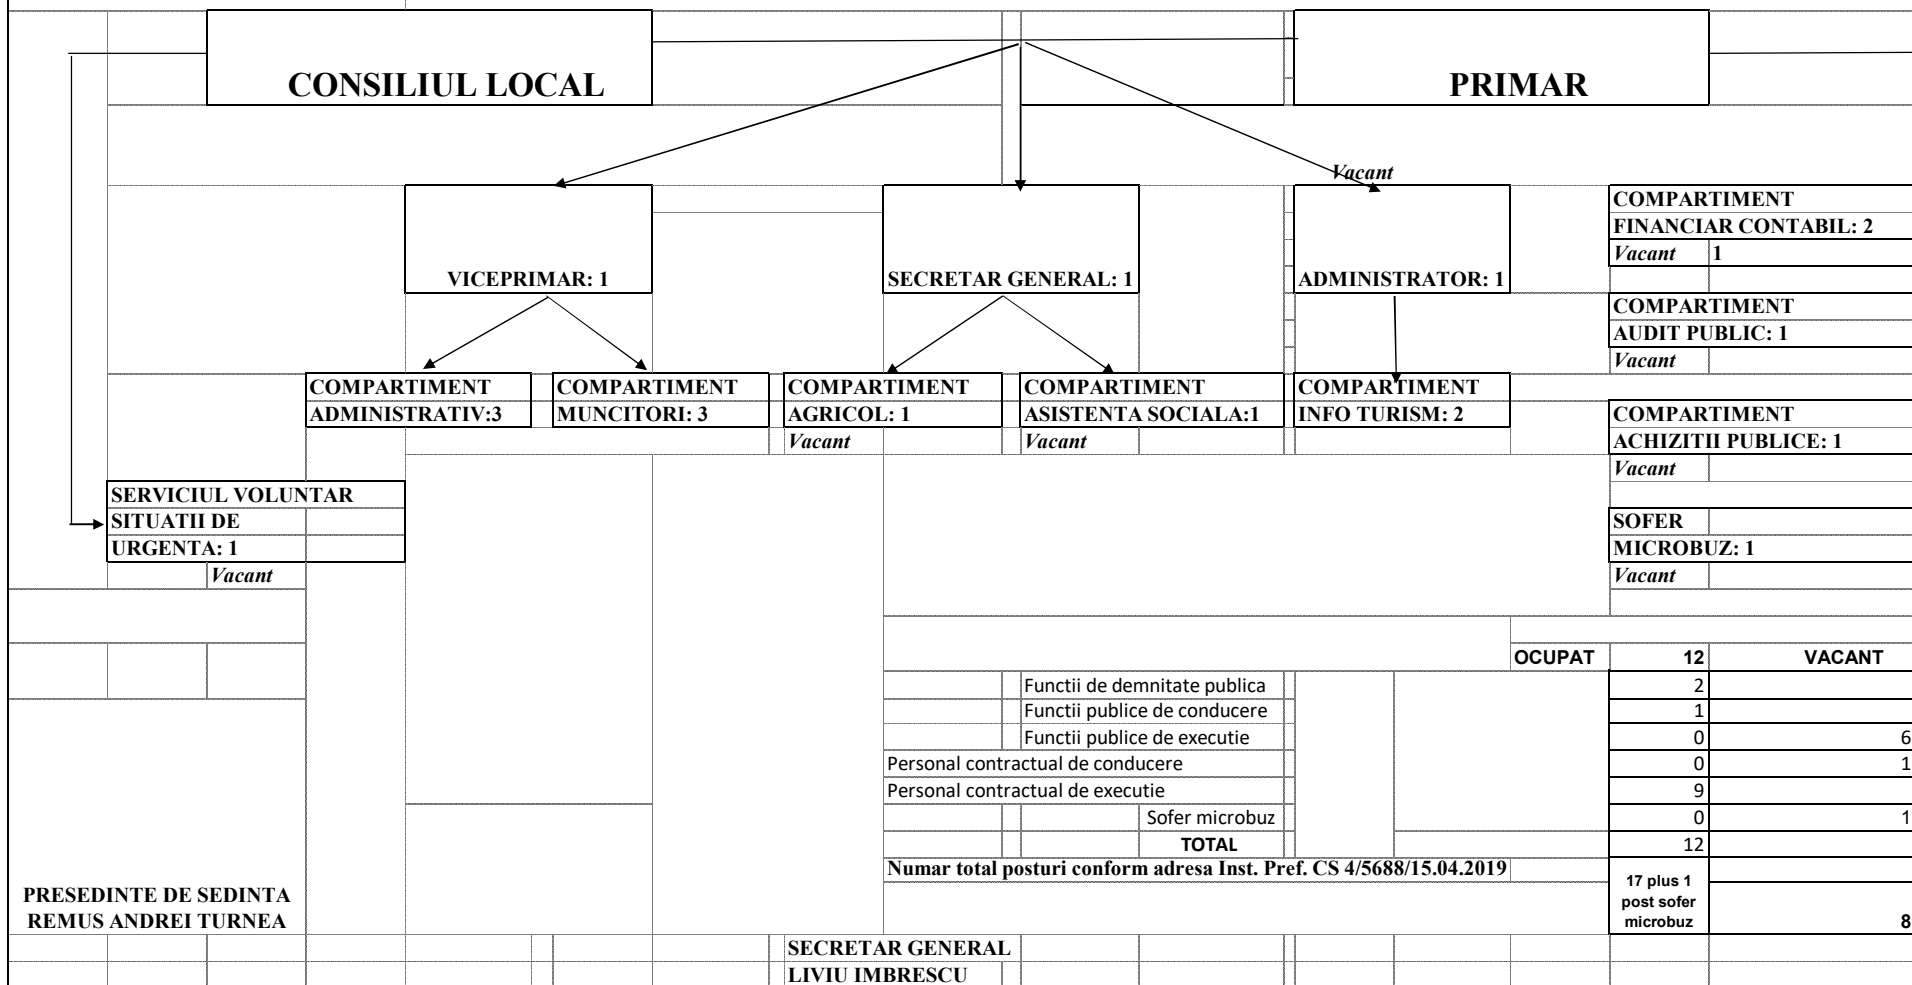 CONSILIUL LOCAL
PRIMAR
Vacant
VICEPRIMAR: 1
SECRETAR GENERAL: 1
ADMINISTRATOR: 1
COMPARTIMENT
FINANCIAR CONTABIL: 2
Vacant 1
COMPARTIMENT
AUDIT PUBLIC: 1
Vacant
COMPARTIMENT
ADMINISTRATIV:3
COMPARTIMENT
MUNCITORI: 3
COMPARTIMENT
AGRICOL: 1
Vacant
COMPARTIMENT
ASISTENTA SOCIALA:1
Vacant
COMPARTIMENT
INFO TURISM: 2
COMPARTIMENT
ACHIZITII PUBLICE: 1
Vacant
SERVICIUL VOLUNTAR
SITUATII DE
URGENTA: 1
Vacant
SOFER
MICROBUZ: 1
Vacant
OCUPAT 12 VACANT
Functii de demnitate publica 2
Functii publice de conducere 1
Functii publice de executie 0 6
Personal contractual de conducere 0 1
Personal contractual de executie 9
Sofer microbuz 0 1
TOTAL 12
Numar total posturi conform adresa Inst. Pref. CS 4/5688/15.04.2019
17 plus 1
post sofer
microbuz
8
PRESEDINTE DE SEDINTA
REMUS ANDREI TURNEA
SECRETAR GENERAL
LIVIU IMBRESCU